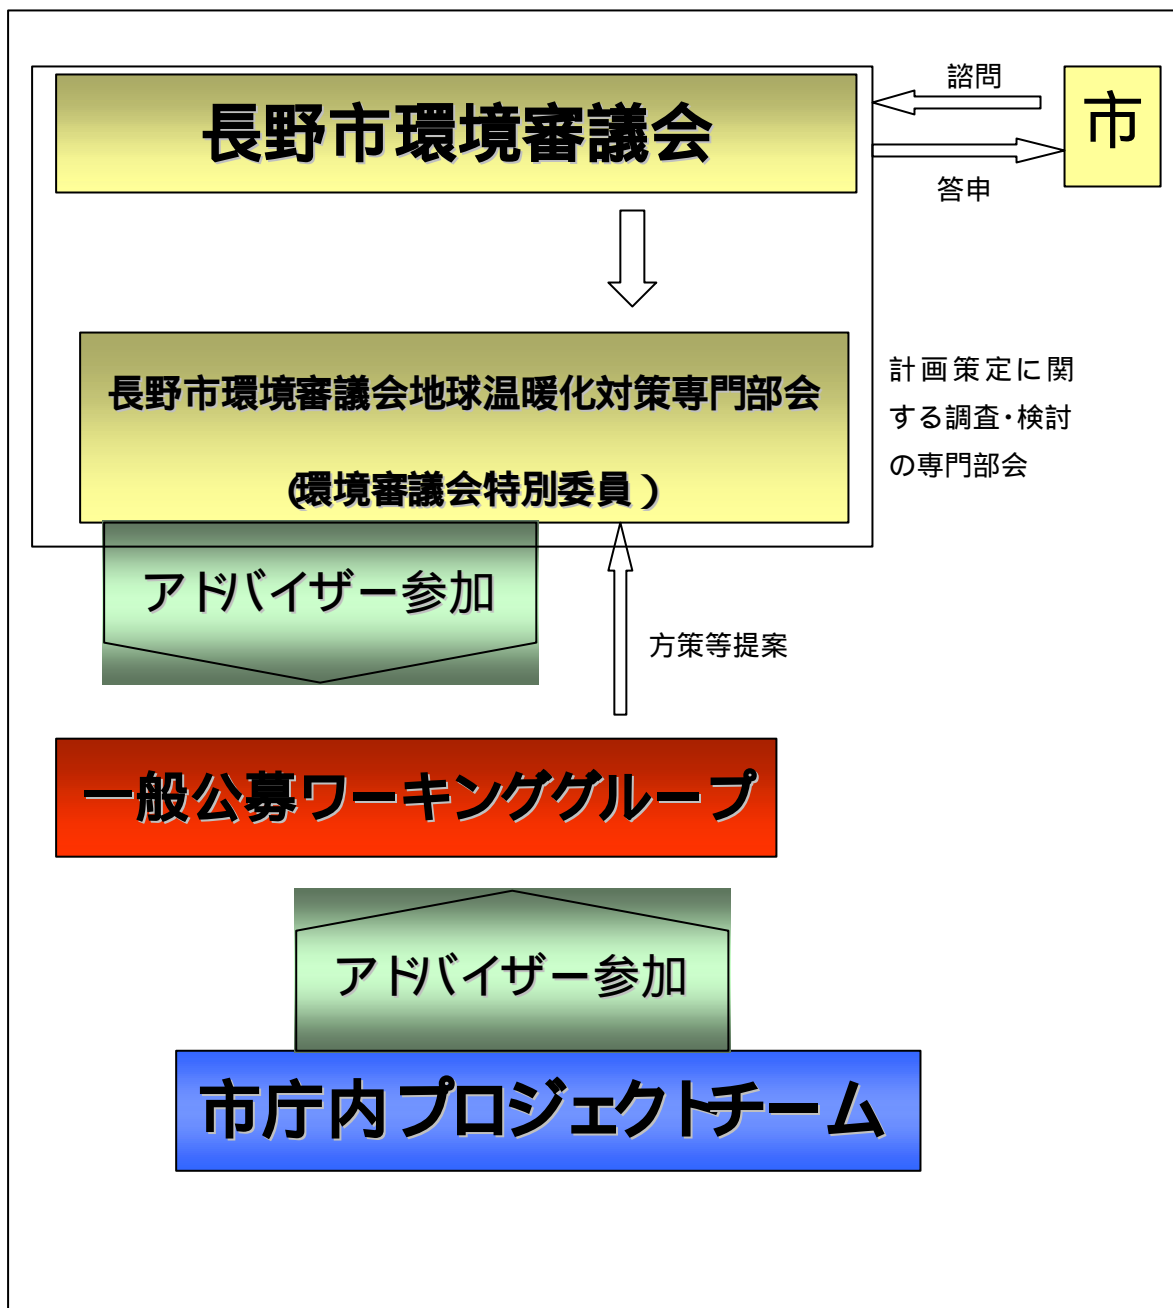 長野市環境審議会
諮問
市
答申
長野市環境審議会地球温暖化対策専門部会
(環境審議会特別委員)
計画策定に関
する調査・検討
の専門部会
アドバイザー参加
方策等提案
一般公募ワーキンググループ
アドバイザー参加
市庁内プロジェクトチーム